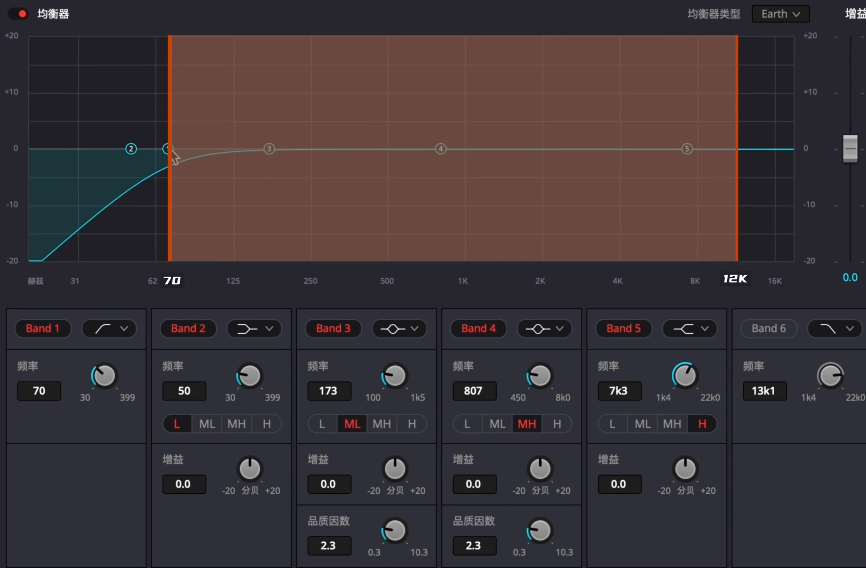 均衡器 均衡器类型 Earth 增益
+20 +20
+10 +10
0 2 3 4 5 0
-10 -10
-20 -20
赫兹 31 62 70 125 250 500 1K 2K 4K 8K 12K 16K 0.0
Band 1 Band 2 Band 3 Band 4 Band 5 Band 6
频率 频率 频率 频率 频率 频率
70 50 173 807 7k3 13k1
30 399 30 399 100 1k5 450 8k0 1k4 22k0 1k4 22k0
L ML MH H L ML MH H L ML MH H L ML MH H
增益 增益 增益 增益
0.0 0.0 0.0 0.0
-20 分贝 +20 -20 分贝 +20 -20 分贝 +20 -20 分贝 +20
品质因数 品质因数
2.3 2.3
0.3 10.3 0.3 10.3